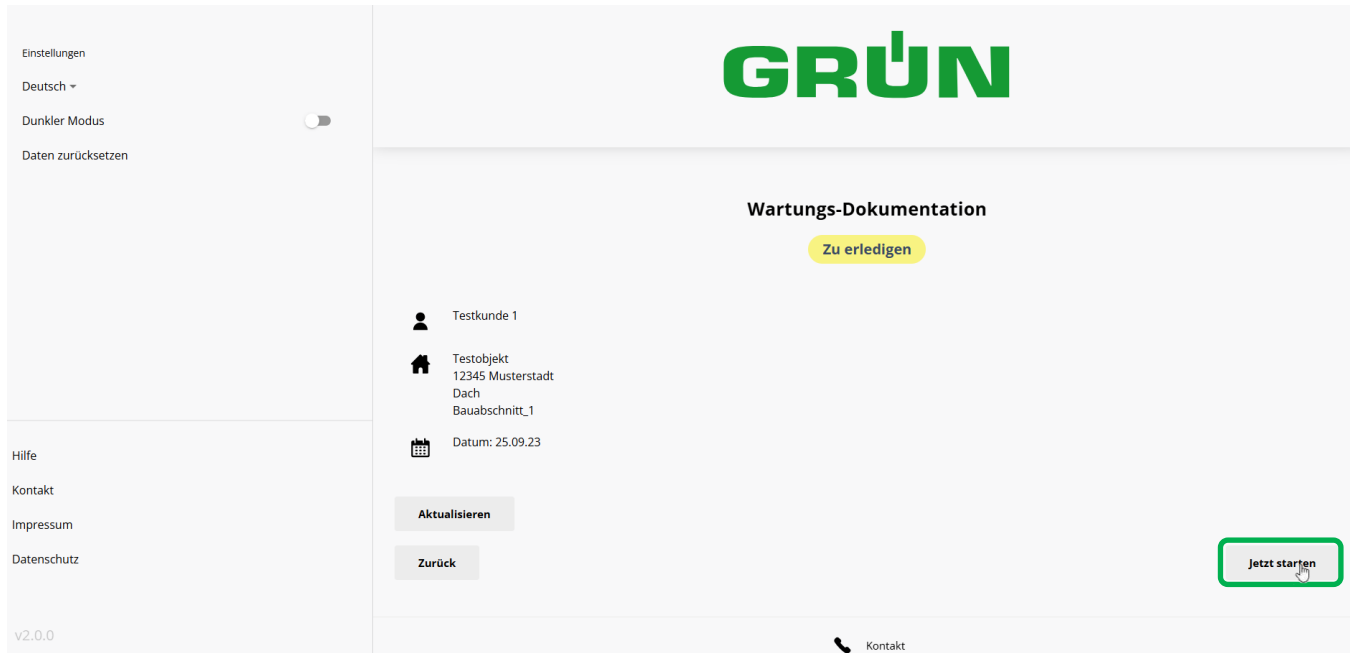 Einstellungen
Deutsch
Dunkler Modus
Daten zurücksetzen
Hilfe
Kontakt
Impressum
Datenschutz
v2.0.0
GRÜN
Wartungs-Dokumentation
Zu erledigen
Testkunde 1
Testobjekt
12345 Musterstadt
Dach
Bauabschnitt_1
Datum: 25.09.23
Aktualisieren
Zurück
Jetzt starten
Kontakt